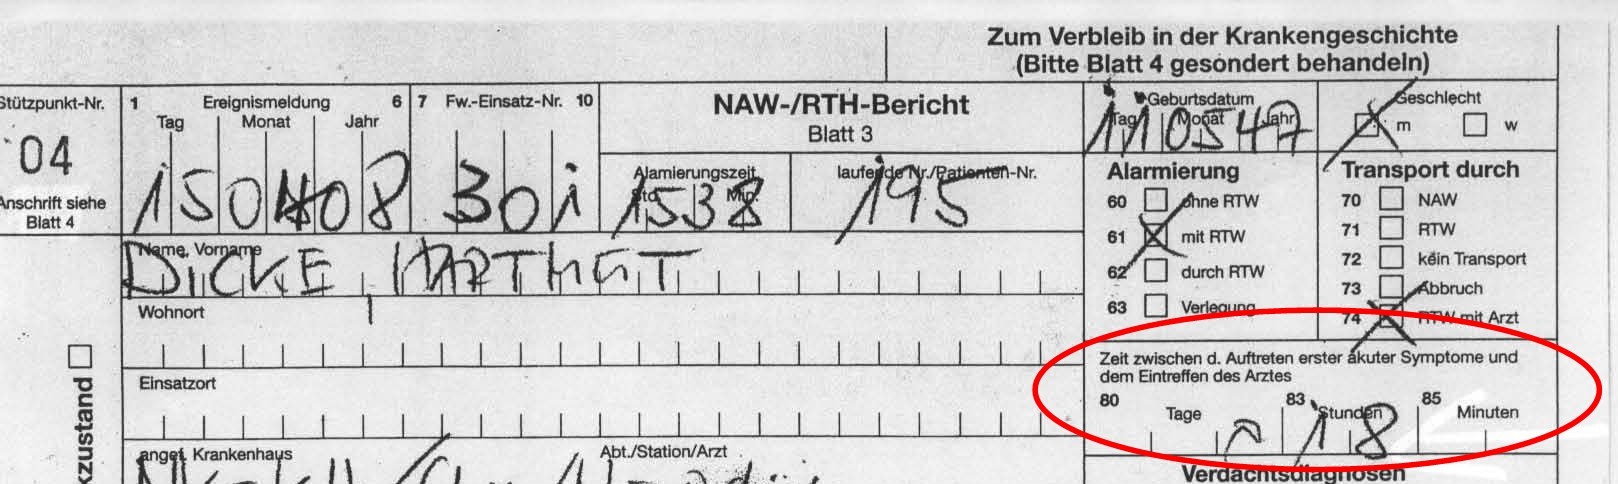 Zum Verbleib in der Krankengeschichte
(Bitte Blatt 4 gesondert behandeln)
Stützpunkt-Nr.
04
Anschrift siehe
Blatt 4
1 Ereignismeldung 6
Tag Monat Jahr
150408
7 Fw.-Einsatz-Nr. 10
301
NAW-/RTH-Bericht
Blatt 3
Alamierungszeit
Std. Min.
1538
laufende Nr./Patienten-Nr.
195
Geburtsdatum
Tag Monat Jahr
110547
Geschlecht
m w
Name, Vorname
DICKE,
Wohnort
Einsatzort
angef. Krankenhaus Abt./Station/Arzt
Alarmierung
60 ohne RTW
61 mit RTW
62 durch RTW
63 Verlegung
Transport durch
70 NAW
71 RTW
72 kein Transport
73 Abbruch
74 RTW mit Arzt
Zeit zwischen d. Auftreten erster akuter Symptome und
dem Eintreffen des Arztes
80 Tage 83 Stunden 85 Minuten
18
Verdachtsdiagnosen
kzustand